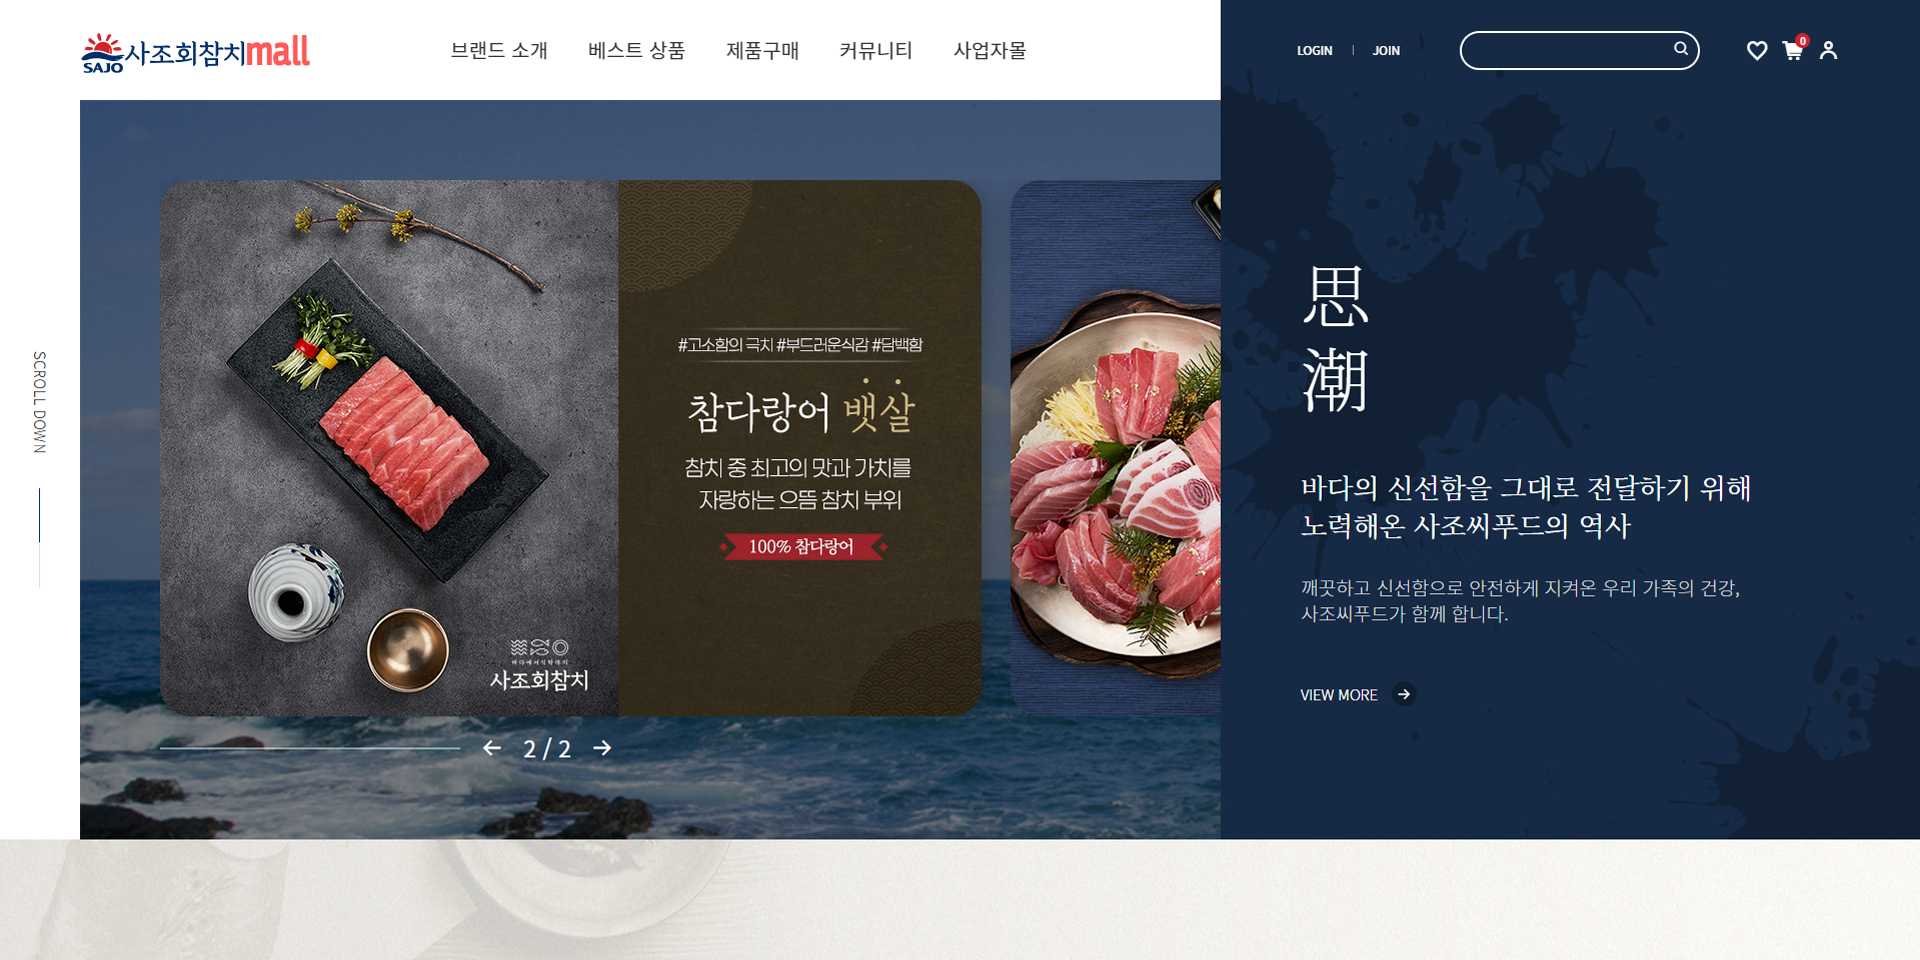 SAJO
사조회참치mall
브랜드 소개
베스트 상품
제품구매
커뮤니티
사업자몰
LOGIN
JOIN
0
SCROLL DOWN
#고소함의 극치 #부드러운식감 #담백함
참다랑어 뱃살
참치 중 최고의 맛과 가치를
자랑하는 으뜸 참치 부위
100% 참다랑어
바다에서식탁까지
사조회참치
2 / 2
思
潮
바다의 신선함을 그대로 전달하기 위해
노력해온 사조씨푸드의 역사
깨끗하고 신선함으로 안전하게 지켜온 우리 가족의 건강,
사조씨푸드가 함께 합니다.
VIEW MORE